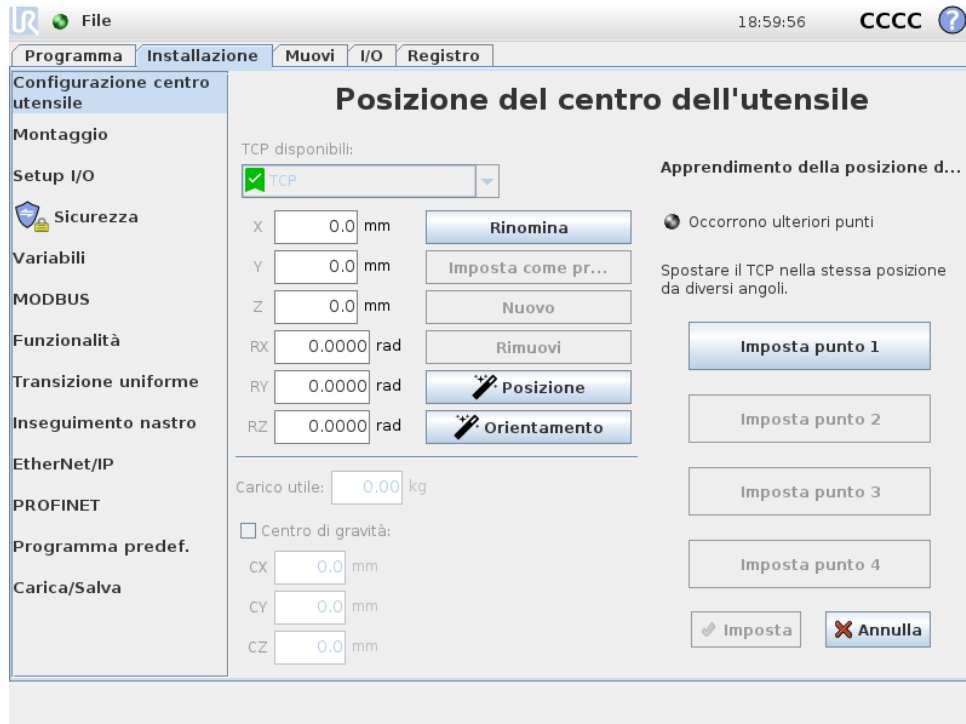 UR File 18:59:56 CCCC ?
Programma Installazione Muovi I/O Registro
Configurazione centro
utensile
Montaggio
Setup I/O
Sicurezza
Variabili
MODBUS
Funzionalità
Transizione uniforme
Inseguimento nastro
EtherNet/IP
PROFINET
Programma predef.
Carica/Salva
Posizione del centro dell'utensile
TCP disponibili:
TCP
X 0.0 mm Rinomina
Y 0.0 mm Imposta come pr...
Z 0.0 mm Nuovo
RX 0.0000 rad Rimuovi
RY 0.0000 rad Posizione
RZ 0.0000 rad Orientamento
Carico utile: 0.00 kg
Centro di gravità:
CX 0.0 mm
CY 0.0 mm
CZ 0.0 mm
Apprendimento della posizione d...
Occorrono ulteriori punti
Spostare il TCP nella stessa posizione
da diversi angoli.
Imposta punto 1
Imposta punto 2
Imposta punto 3
Imposta punto 4
Imposta Annulla